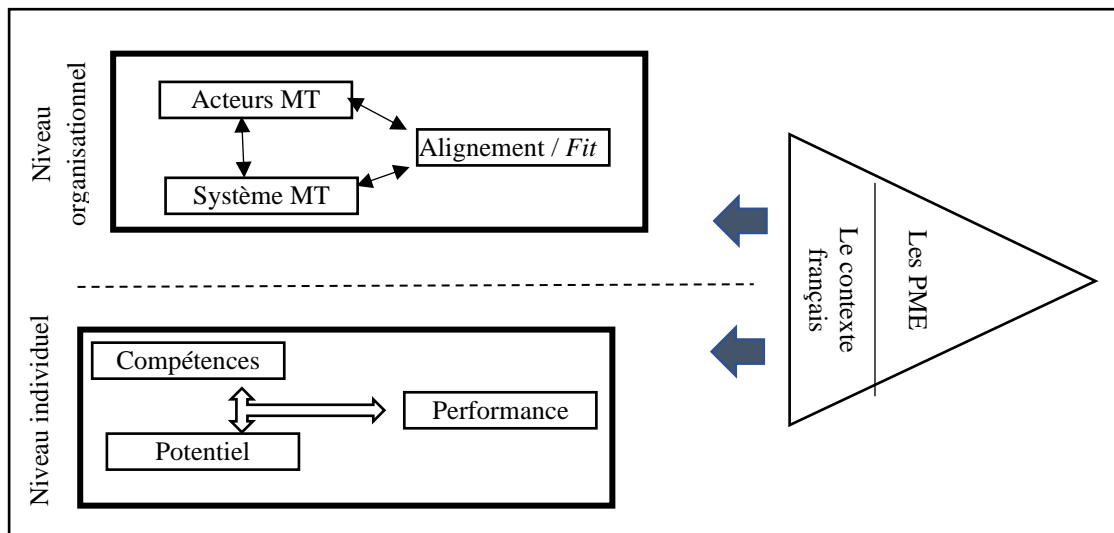 Niveau
organisationnel
Acteurs MT
Alignement / Fit
Système MT
Les PME
Le contexte
français
Niveau individuel
Compétences
Performance
Potentiel